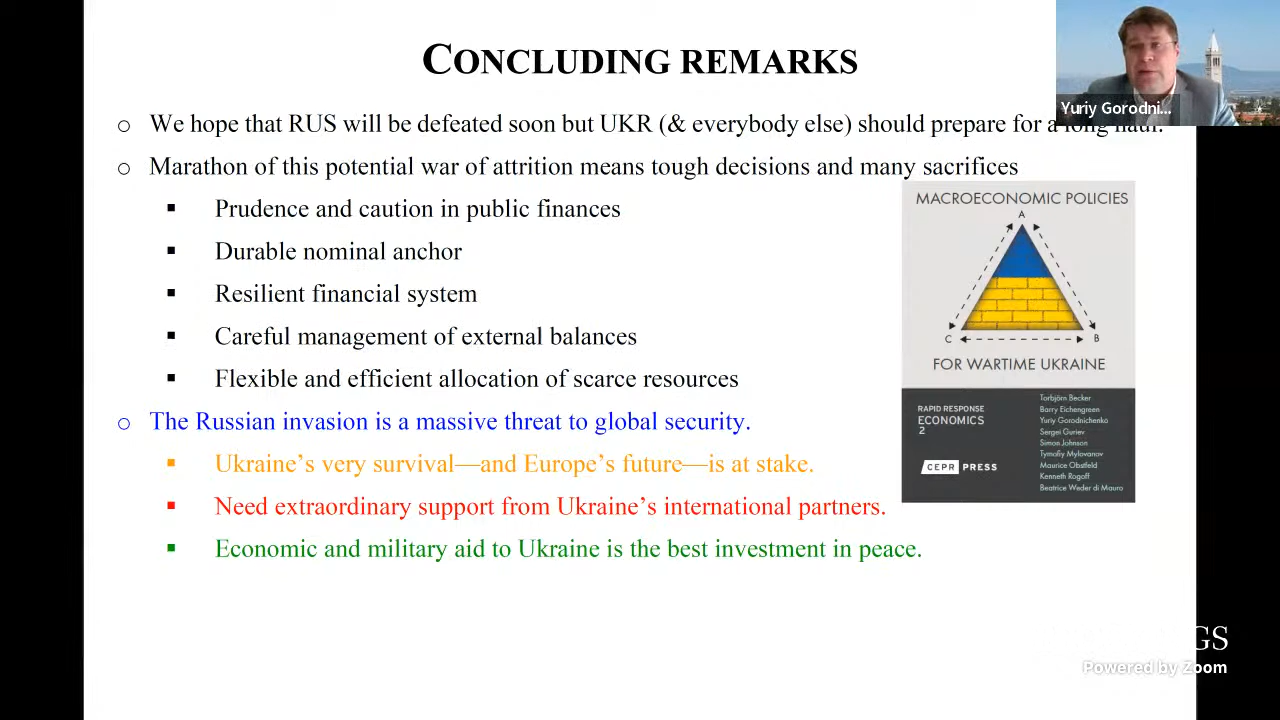 CONCLUDING REMARKS
Yuriy Gorodni...
o We hope that RUS will be defeated soon but UKR (& everybody else) should prepare for a long haul.
o Marathon of this potential war of attrition means tough decisions and many sacrifices
▪ Prudence and caution in public finances
▪ Durable nominal anchor
▪ Resilient financial system
▪ Careful management of external balances
▪ Flexible and efficient allocation of scarce resources
o The Russian invasion is a massive threat to global security.
▪ Ukraine’s very survival—and Europe’s future—is at stake.
▪ Need extraordinary support from Ukraine’s international partners.
▪ Economic and military aid to Ukraine is the best investment in peace.
MACROECONOMIC POLICIES
A
C
B
FOR WARTIME UKRAINE
RAPID RESPONSE
ECONOMICS
2
CEPR PRESS
Torbjörn Becker
Barry Eichengreen
Yuriy Gorodnichenko
Sergei Guriev
Simon Johnson
Tymofiy Mylovanov
Maurice Obstfeld
Kenneth Rogoff
Beatrice Weder di Mauro
GS
Powered by Zoom